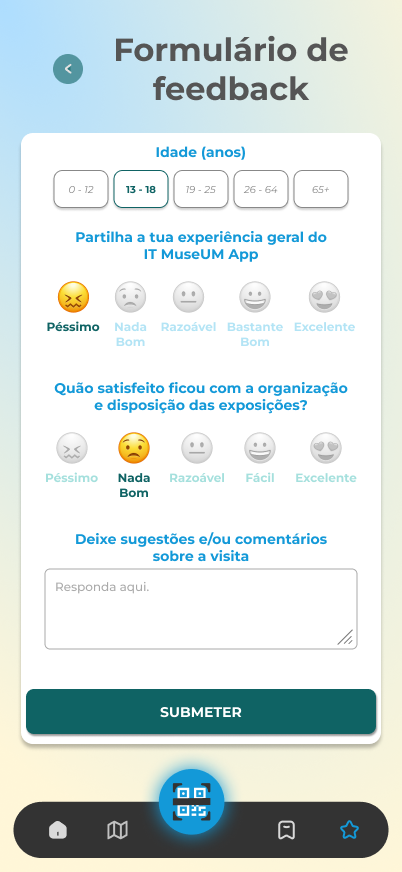 Formulário de
feedback
Idade (anos)
0 - 12 13 - 18 19 - 25 26 - 64 65+
Partilha a tua experiência geral do
IT MuseUM App
Péssimo Nada Razoável Bastante Excelente
Bom Bom
Quão satisfeito ficou com a organização
e disposição das exposições?
Péssimo Nada Razoável Fácil Excelente
Bom
Deixe sugestões e/ou comentários
sobre a visita
Responda aqui.
SUBMETER